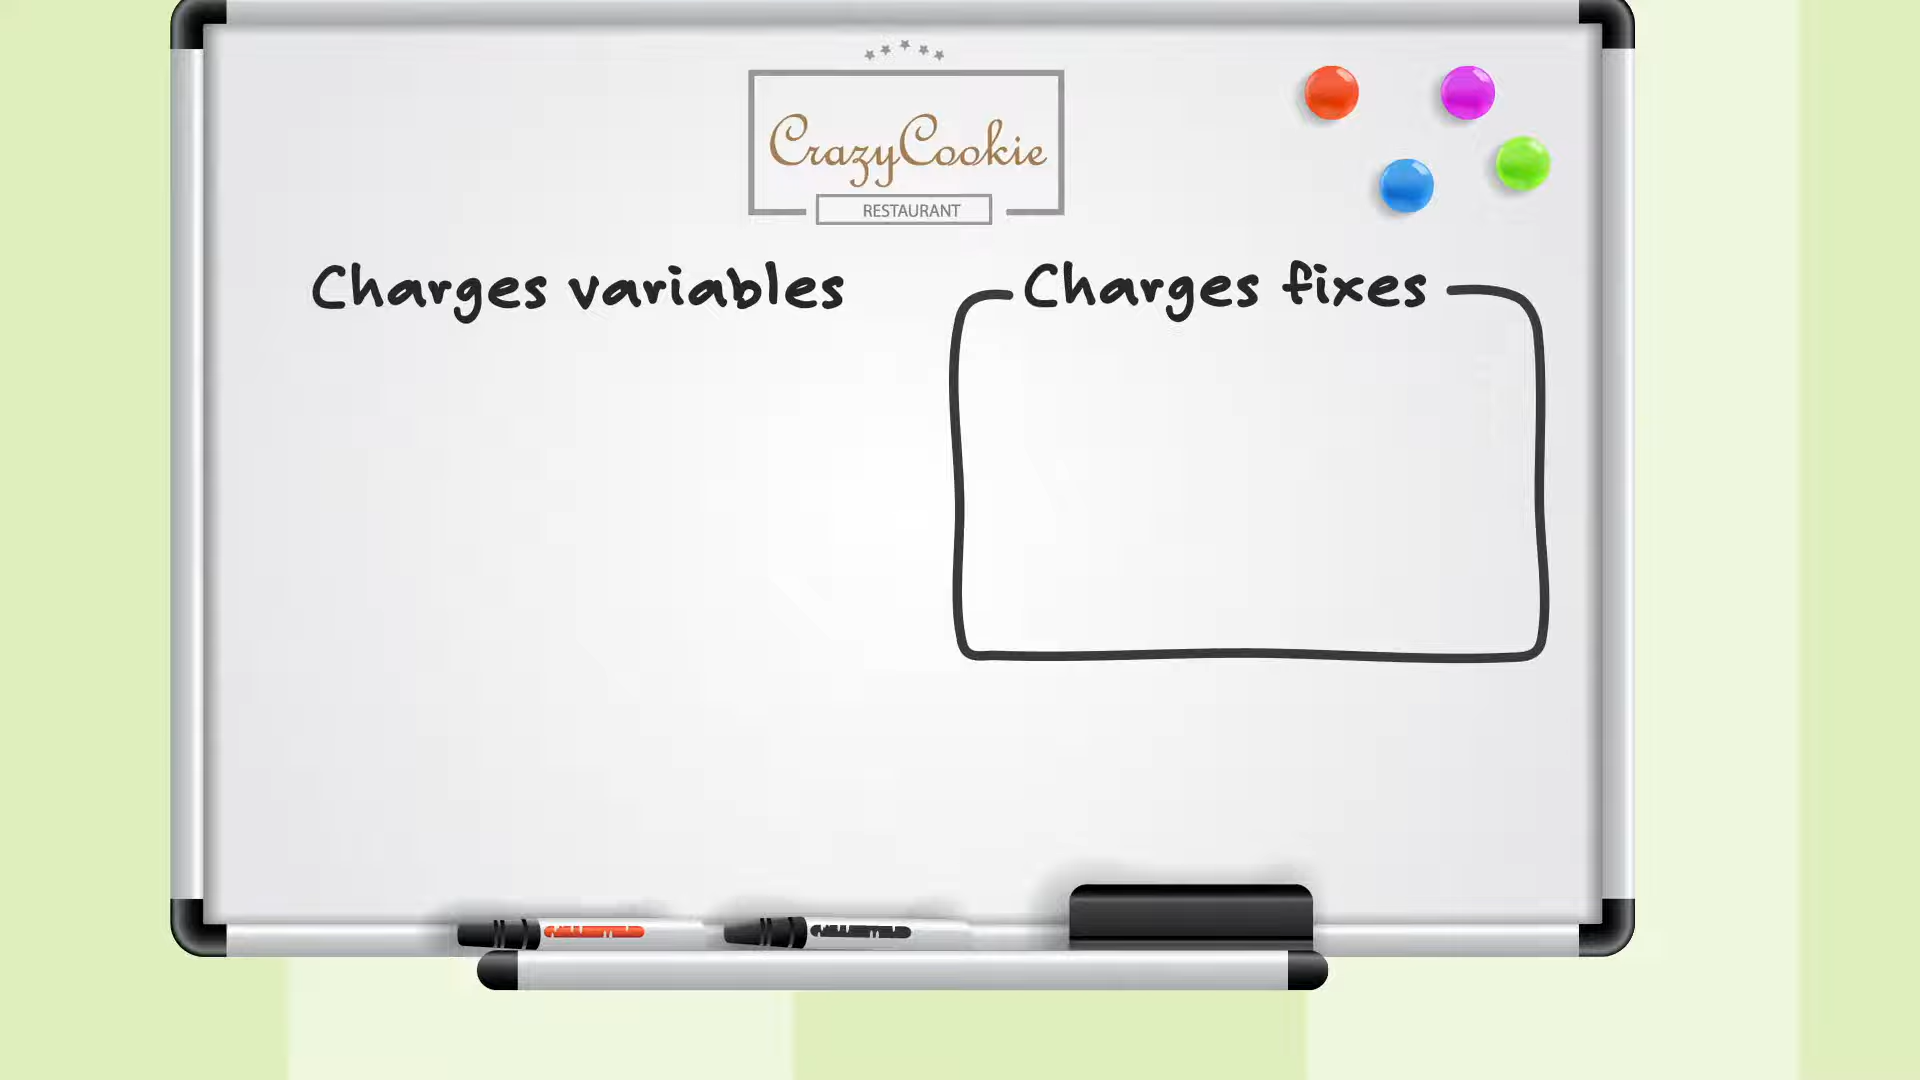 CrazyCookie
RESTAURANT
Charges variables
Charges fixes